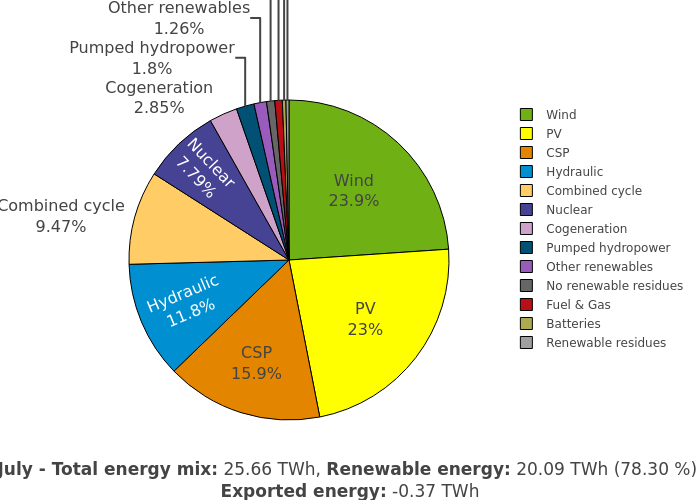 Other renewables
1.26%
Pumped hydropower
1.8%
Cogeneration
2.85%
Nuclear
7.79%
Combined cycle
9.47%
Hydraulic
11.8%
CSP
15.9%
PV
23%
Wind
23.9%
Wind
PV
CSP
Hydraulic
Combined cycle
Nuclear
Cogeneration
Pumped hydropower
Other renewables
No renewable residues
Fuel & Gas
Batteries
Renewable residues
July - Total energy mix: 25.66 TWh, Renewable energy: 20.09 TWh (78.30 %)
Exported energy: -0.37 TWh